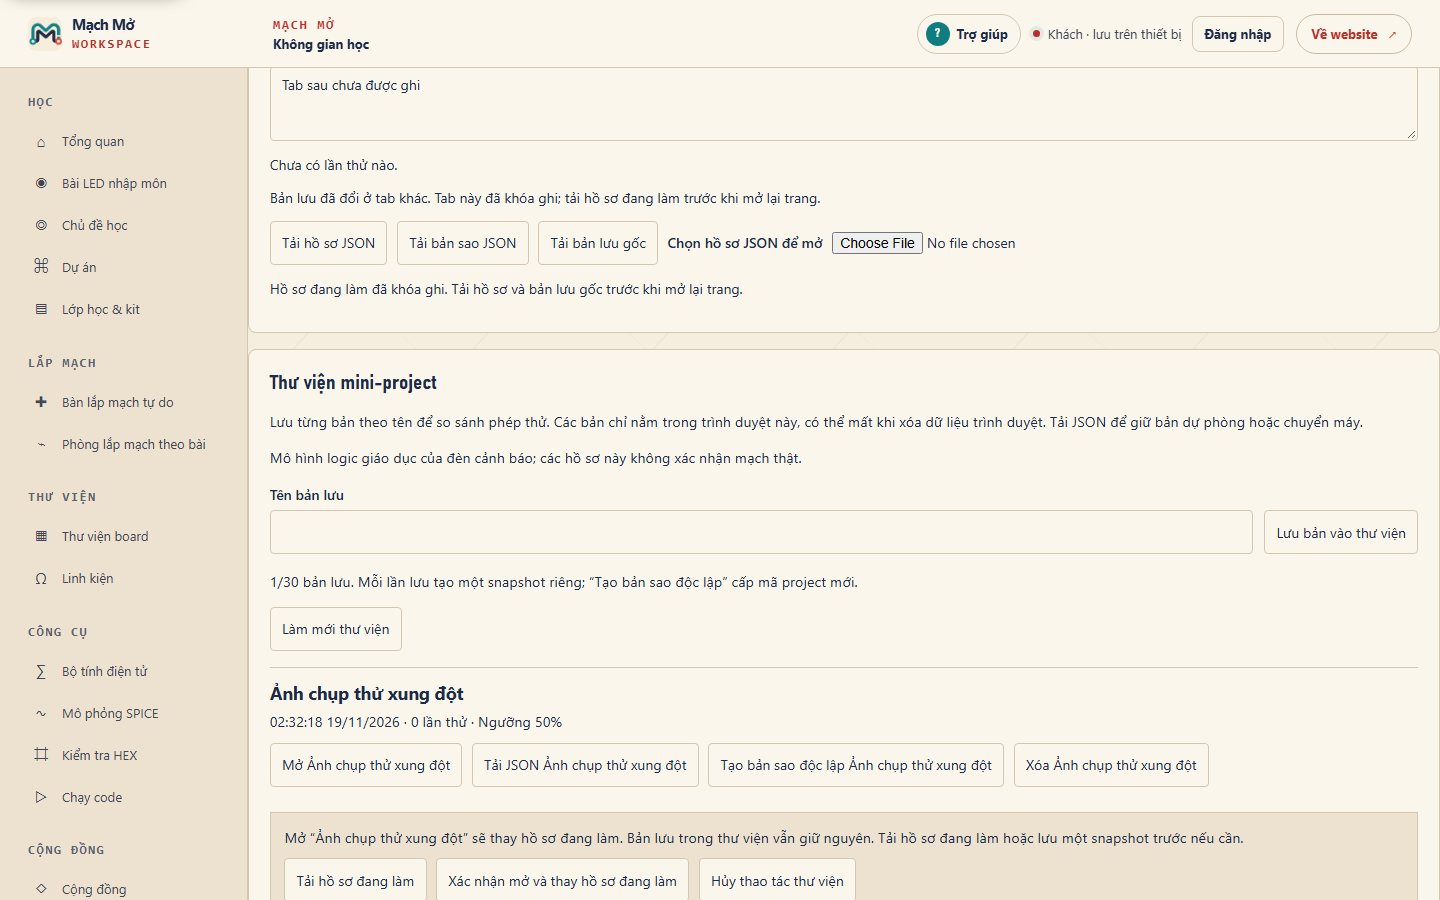 Mạch Mở
WORKSPACE
MẠCH MỞ
Không gian học
? Trợ giúp
Khách · lưu trên thiết bị
Đăng nhập
Về website ↗
HỌC
Tổng quan
Bài LED nhập môn
Chủ đề học
Dự án
Lớp học & kit
LẮP MẠCH
Bàn lắp mạch tự do
Phòng lắp mạch theo bài
THƯ VIỆN
Thư viện board
Linh kiện
CÔNG CỤ
Bộ tính điện tử
Mô phỏng SPICE
Kiểm tra HEX
Chạy code
CỘNG ĐỒNG
Cộng đồng
Tab sau chưa được ghi
Chưa có lần thử nào.
Bản lưu đã đổi ở tab khác. Tab này đã khóa ghi; tải hồ sơ đang làm trước khi mở lại trang.
Tải hồ sơ JSON
Tải bản sao JSON
Tải bản lưu gốc
Chọn hồ sơ JSON để mở
Choose File No file chosen
Hồ sơ đang làm đã khóa ghi. Tải hồ sơ và bản lưu gốc trước khi mở lại trang.
Thư viện mini-project
Lưu từng bản theo tên để so sánh phép thử. Các bản chỉ nằm trong trình duyệt này, có thể mất khi xóa dữ liệu trình duyệt. Tải JSON để giữ bản dự phòng hoặc chuyển máy.
Mô hình logic giáo dục của đèn cảnh báo; các hồ sơ này không xác nhận mạch thật.
Tên bản lưu
Lưu bản vào thư viện
1/30 bản lưu. Mỗi lần lưu tạo một snapshot riêng; “Tạo bản sao độc lập” cấp mã project mới.
Làm mới thư viện
Ảnh chụp thử xung đột
02:32:18 19/11/2026 · 0 lần thử · Ngưỡng 50%
Mở Ảnh chụp thử xung đột
Tải JSON Ảnh chụp thử xung đột
Tạo bản sao độc lập Ảnh chụp thử xung đột
Xóa Ảnh chụp thử xung đột
Mở “Ảnh chụp thử xung đột” sẽ thay hồ sơ đang làm. Bản lưu trong thư viện vẫn giữ nguyên. Tải hồ sơ đang làm hoặc lưu một snapshot trước nếu cần.
Tải hồ sơ đang làm
Xác nhận mở và thay hồ sơ đang làm
Hủy thao tác thư viện